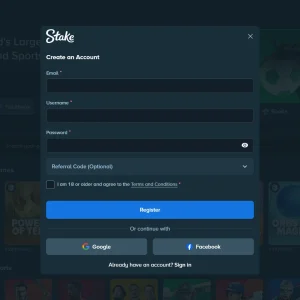 Stake
Create an Account
Email *
Username *
Password *
Referral Code (Optional)
I am 18 or older and agree to the Terms and Conditions *
Register
Or continue with
Google
Facebook
Already have an account? Sign in